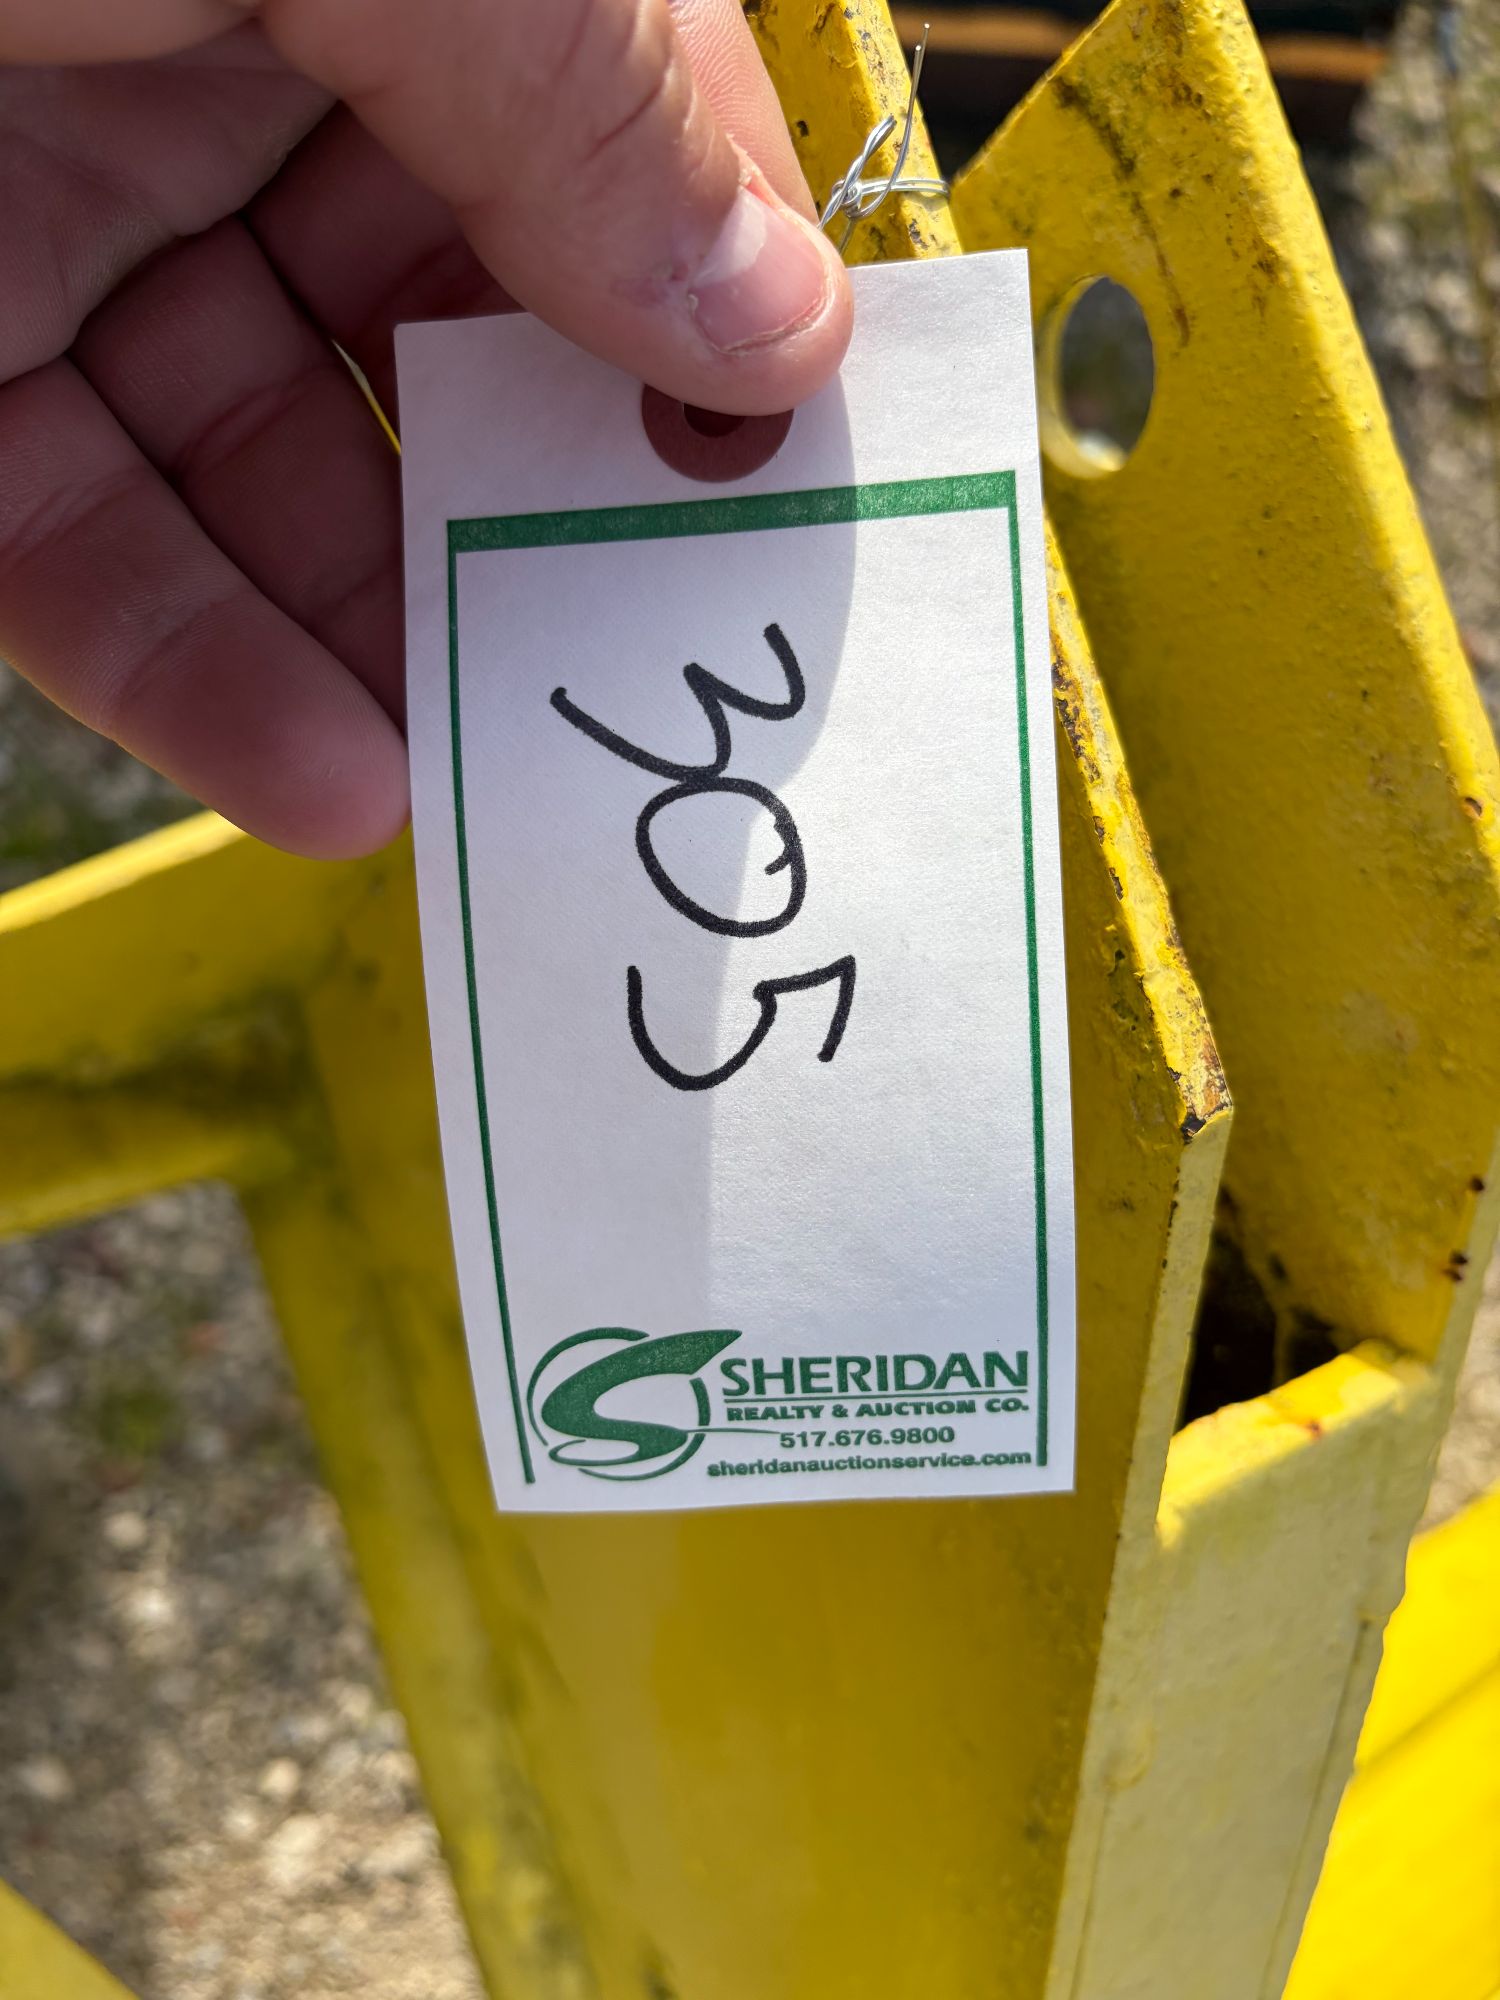 305
SHERIDAN
REALTY & AUCTION CO.
517.676.9800
sheridanauctionservice.com